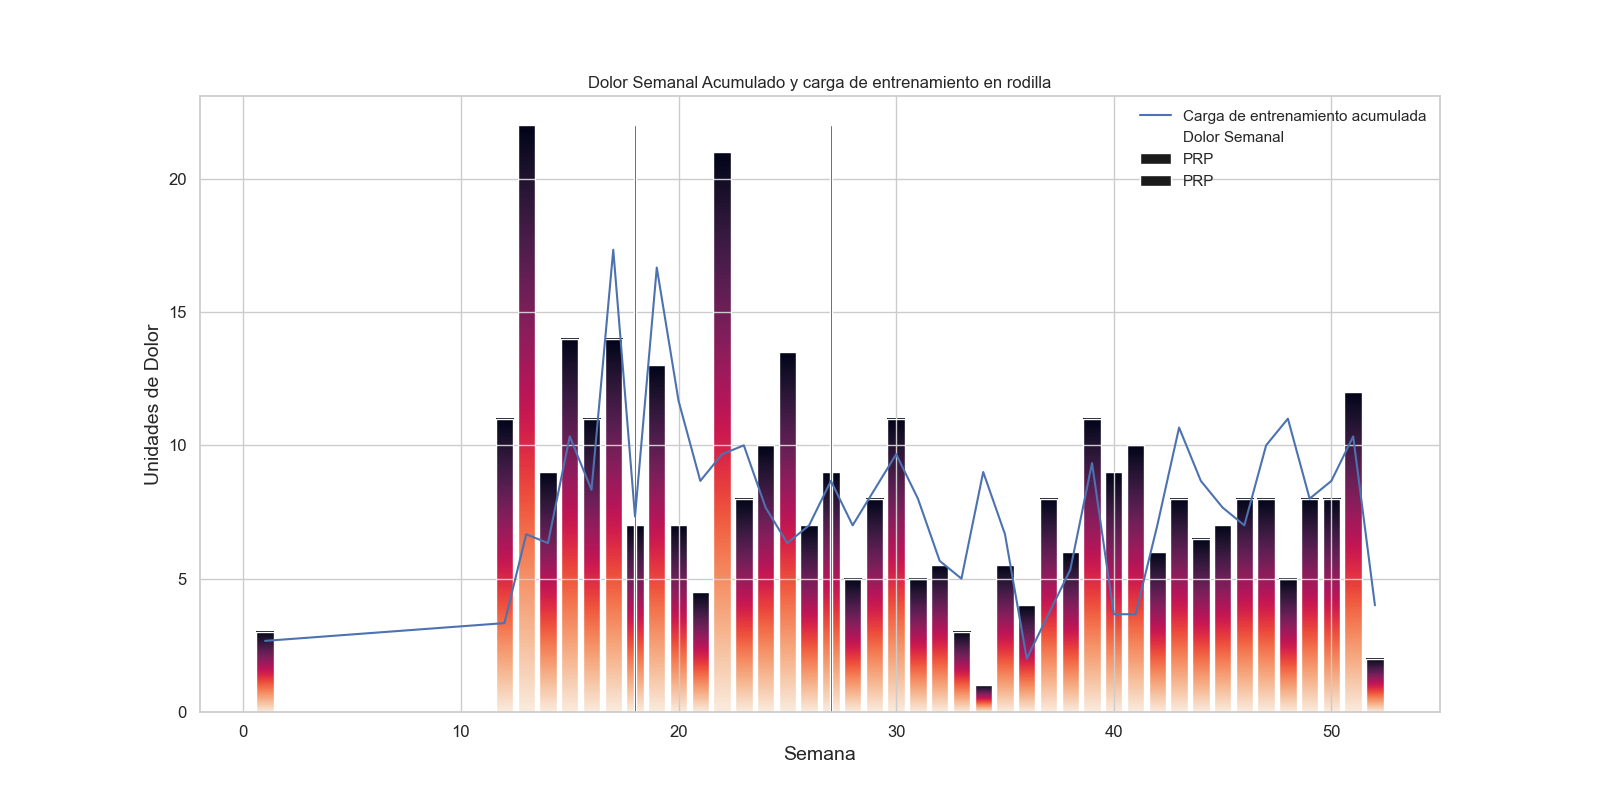 Dolor Semanal Acumulado y carga de entrenamiento en rodilla
Carga de entrenamiento acumulada
Dolor Semanal
PRP
PRP
Unidades de Dolor
20
15
10
5
0
0 10 20 30 40 50
Semana